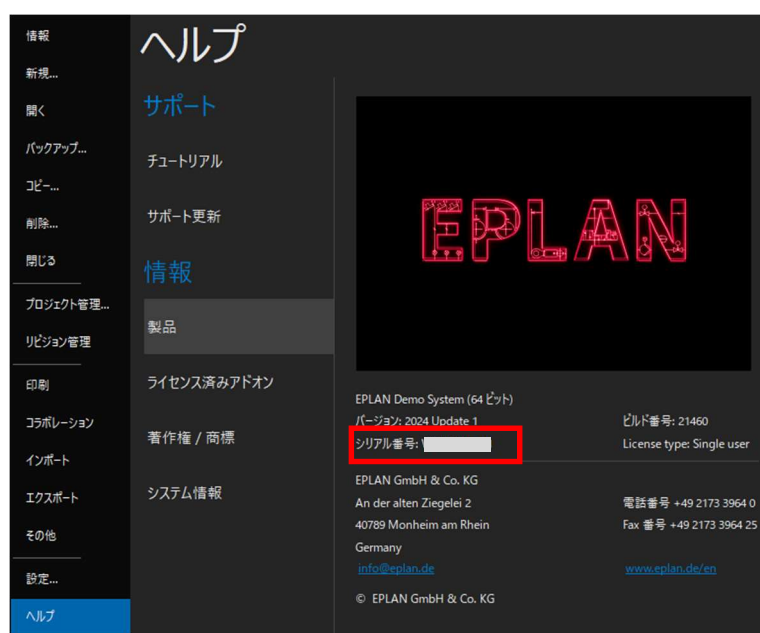 情報
新規...
開く
バックアップ...
コピー...
削除...
閉じる
プロジェクト管理...
リビジョン管理
印刷
コラボレーション
インポート
エクスポート
その他
設定...
ヘルプ
ヘルプ
サポート
チュートリアル
サポート更新
情報
製品
ライセンス済みアドオン
著作権 / 商標
システム情報
EPLAN
EPLAN Demo System (64 ビット)
バージョン: 2024 Update 1
ビルド番号: 21460
シリアル番号:
License type: Single user
EPLAN GmbH & Co. KG
An der alten Ziegelei 2
電話番号 +49 2173 3964 0
40789 Monheim am Rhein
Fax 番号 +49 2173 3964 25
Germany
info@eplan.de
www.eplan.de/en
© EPLAN GmbH & Co. KG